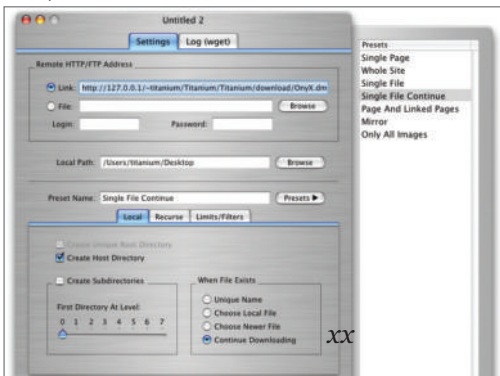 Untitled 2
Settings Log (wget)
Remote HTTP/FTP Address
Link: http://127.0.0.1/~titanium/Titanium/Titanium/download/OnyX.dm
File: Browse
Login: Password:
Local Path: /Users/titanium/Desktop Browse
Preset Name: Single File Continue Presets
Local Recurse Limits/Filters
Create Unique Host Directory
Create Host Directory
Create Subdirectories
First Directory At Level:
0 1 2 3 4 5 6 7
When File Exists
Unique Name
Choose Local File
Choose Newer File
Continue Downloading
xx
Presets
Single Page
Whole Site
Single File
Single File Continue
Page And Linked Pages
Mirror
Only All Images